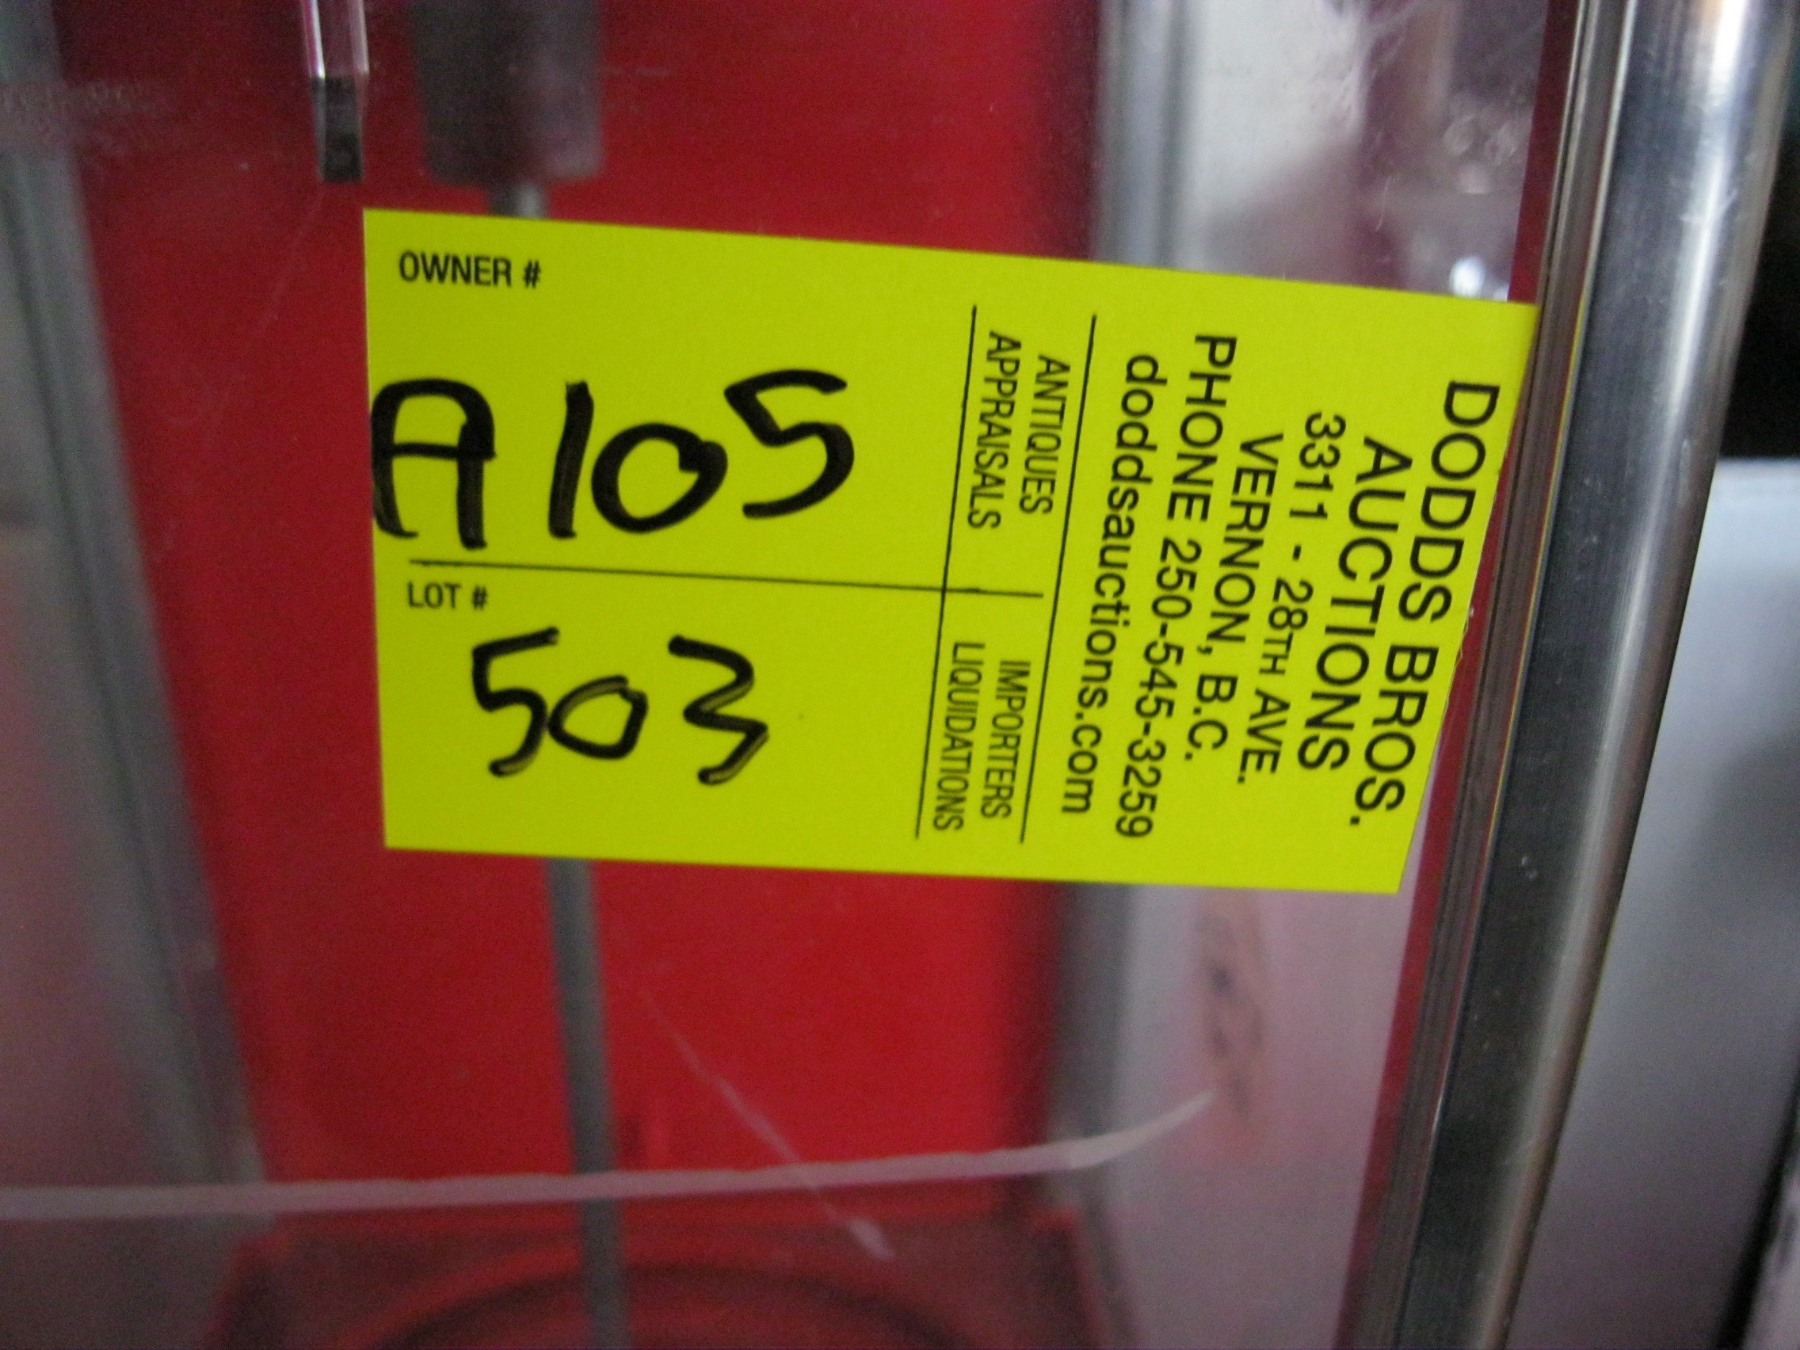 OWNER #
A105
LOT #
503
ANTIQUES
APPRAISALS
IMPORTERS
LIQUIDATIONS
DODDS BROS.
AUCTIONS
3311 - 28TH AVE.
VERNON, B.C.
PHONE 250-545-3259
doddsauctions.com